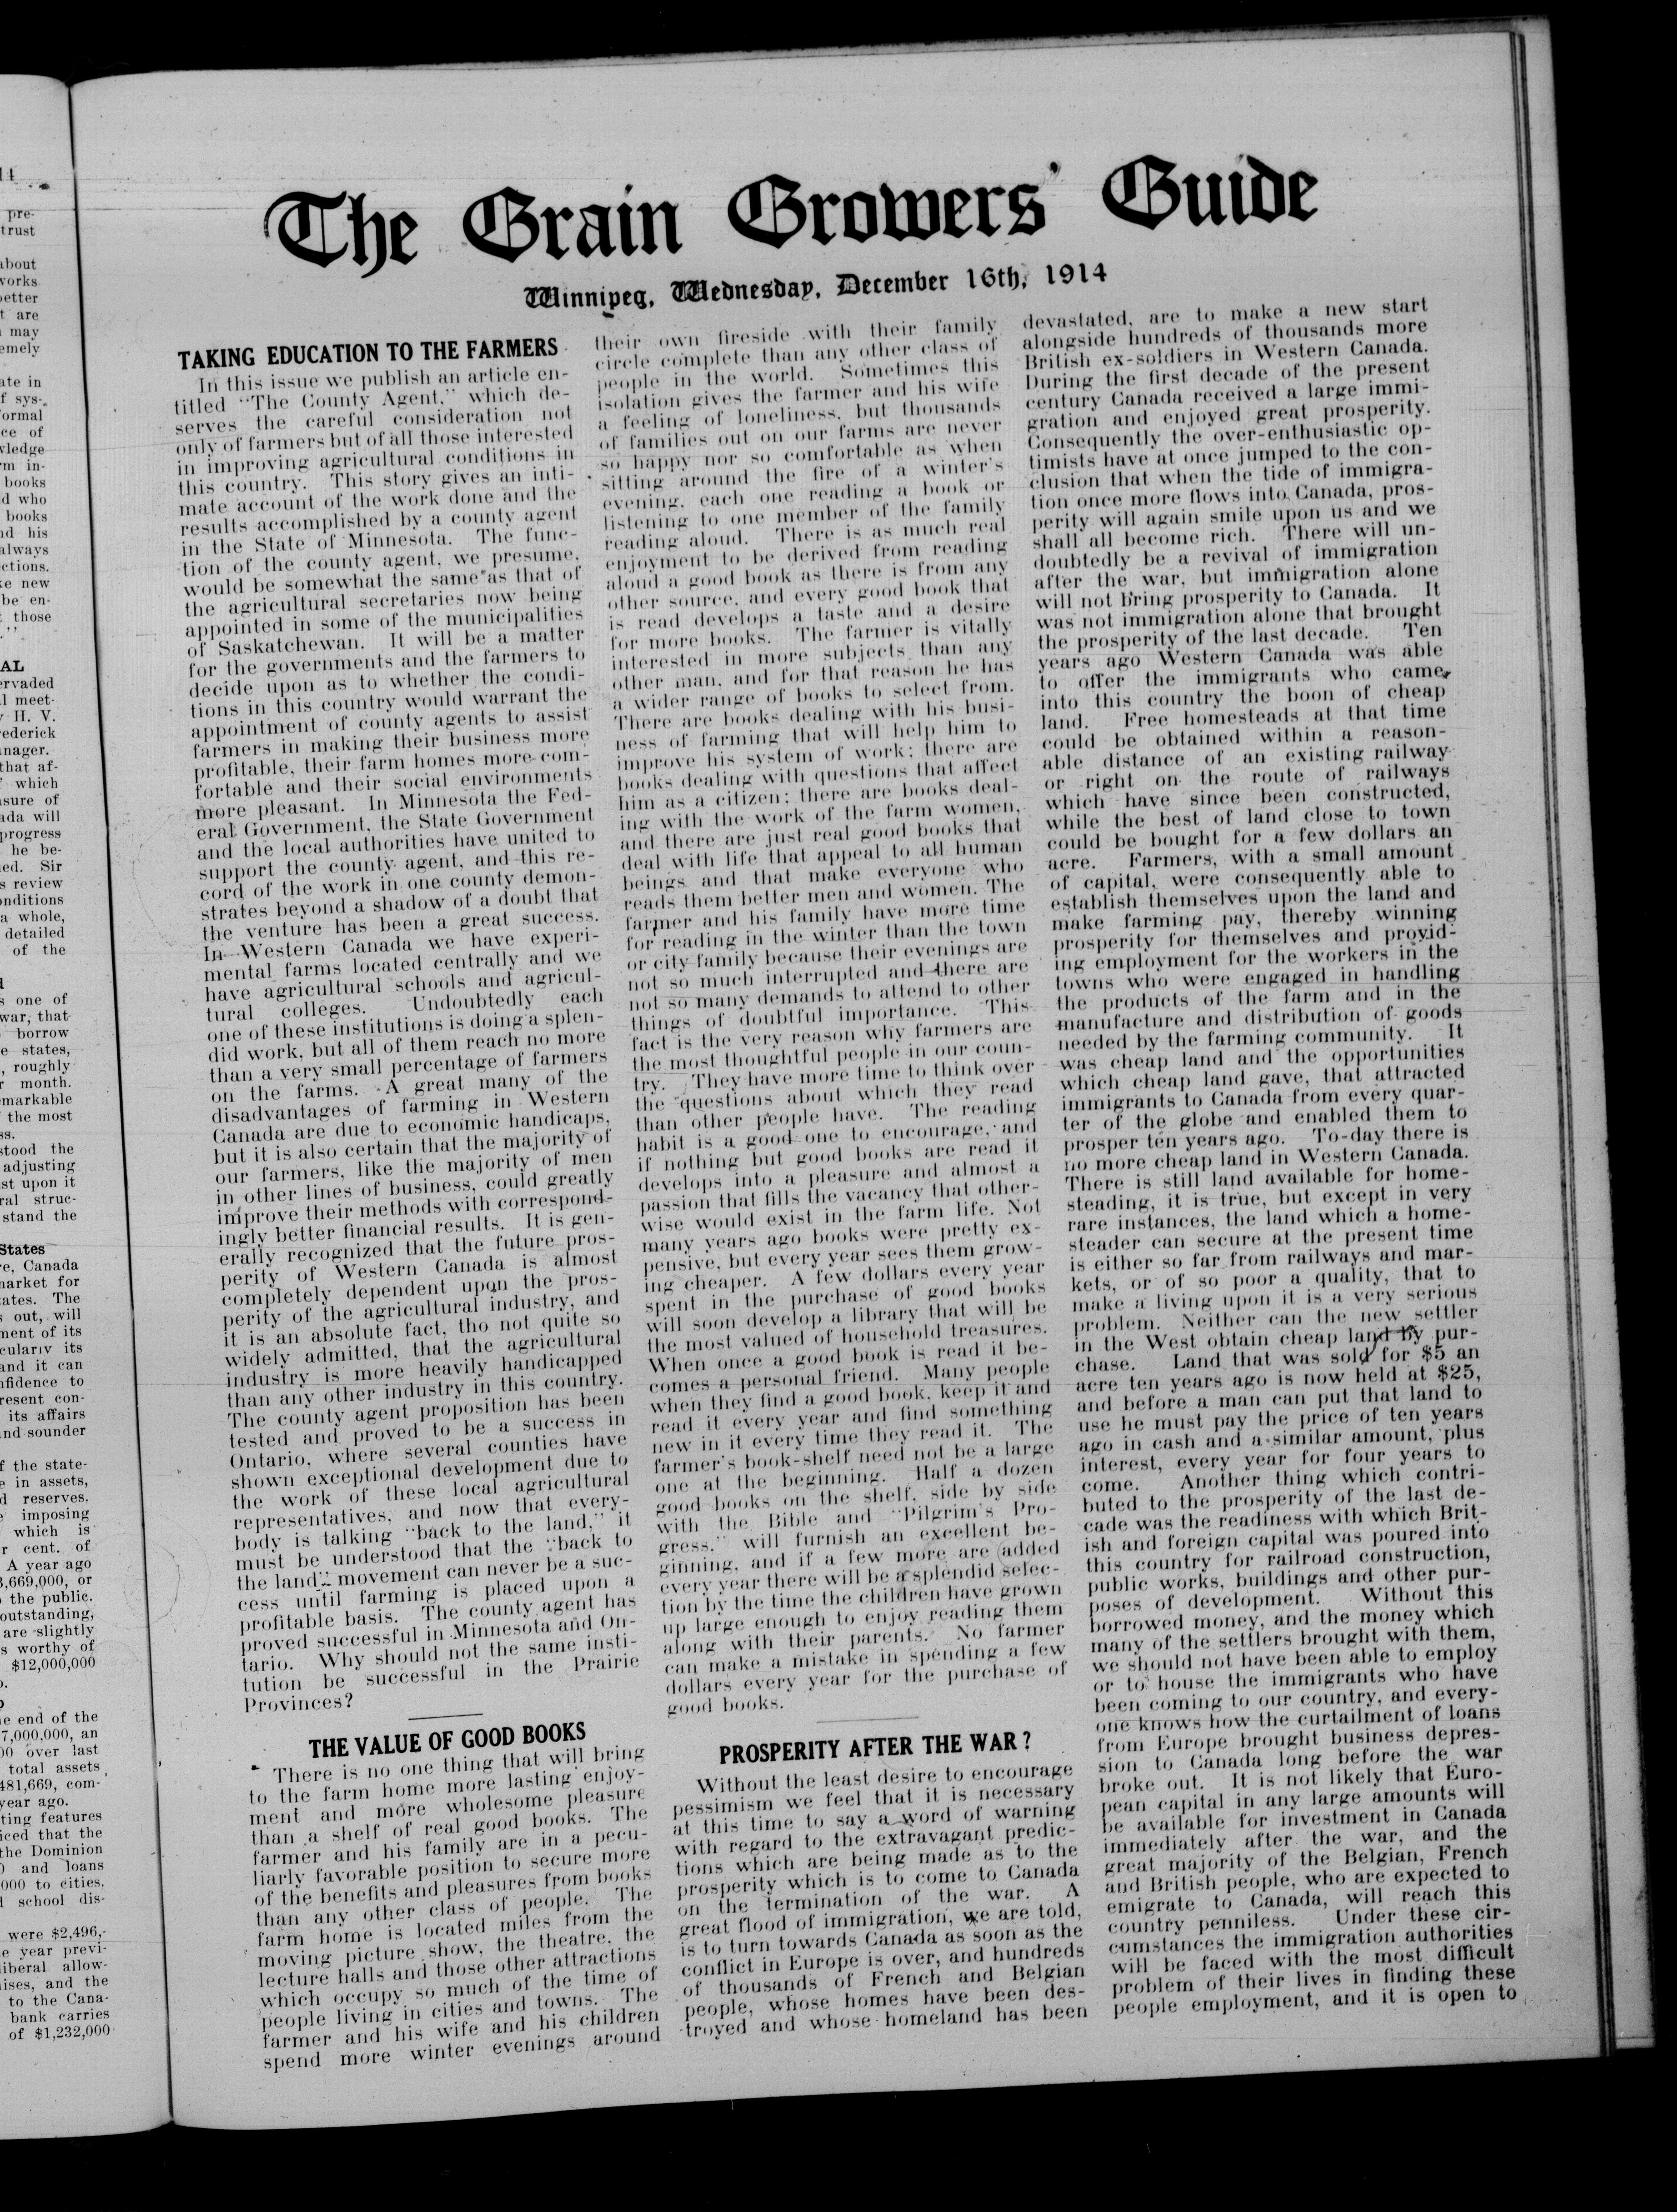 The Grain Growers' Guide
Winnipeg, Wednesday, December 16th, 1914
TAKING EDUCATION TO THE FARMERS
In this issue we publish an article en-
titled "The County Agent," which de-
serves the careful consideration not
only of farmers but of all those interested
in improving agricultural conditions in
this country. This story gives an inti-
mate account of the work done and the
results accomplished by a county agent
in the State of Minnesota. The func-
tion of the county agent, we presume,
would be somewhat the same as that of
the agricultural secretaries now being
appointed in some of the municipalities
of Saskatchewan. It will be a matter
for the governments and the farmers to
decide upon as to whether the condi-
tions in this country would warrant the
appointment of county agents to assist
farmers in making their business more
profitable, their farm homes more com-
fortable and their social environments
more pleasant. In Minnesota the Fed-
eral Government, the State Government
and the local authorities have united to
support the county agent, and this re-
cord of the work in one county demon-
strates beyond a shadow of a doubt that
the venture has been a great success.
In Western Canada we have experi-
mental farms located centrally and we
have agricultural schools and agricul-
tural colleges. Undoubtedly each
one of these institutions is doing a splen-
did work, but all of them reach no more
than a very small percentage of farmers
on the farms. A great many of the
disadvantages of farming in Western
Canada are due to economic handicaps,
but it is also certain that the majority of
our farmers, like the majority of men
in other lines of business, could greatly
improve their methods with correspond-
ingly better financial results. It is gen-
erally recognized that the future pros-
perity of Western Canada is almost
completely dependent upon the pros-
perity of the agricultural industry, and
it is an absolute fact, tho not quite so
widely admitted, that the agricultural
industry is more heavily handicapped
than any other industry in this country.
The county agent proposition has been
tested and proved to be a success in
Ontario, where several counties have
shown exceptional development due to
the work of these local agricultural
representatives, and now that every-
body is talking "back to the land," it
must be understood that the "back to
the land" movement can never be a suc-
cess until farming is placed upon a
profitable basis. The county agent has
proved successful in Minnesota and On-
tario. Why should not the same insti-
tution be successful in the Prairie
Provinces?
THE VALUE OF GOOD BOOKS
There is no one thing that will bring
to the farm home more lasting enjoy-
ment and more wholesome pleasure
than a shelf of real good books. The
farmer and his family are in a pecu-
liarly favorable position to secure more
of the benefits and pleasures from books
than any other class of people. The
farm home is located miles from the
moving picture show, the theatre, the
lecture halls and those other attractions
which occupy so much of the time of
people living in cities and towns. The
farmer and his wife and his children
spend more winter evenings around
their own fireside with their family
circle complete than any other class of
people in the world. Sometimes this
isolation gives the farmer and his wife
a feeling of loneliness, but thousands
of families out on our farms are never
so happy nor so comfortable as when
sitting around the fire of a winter's
evening, each one reading a book or
listening to one member of the family
reading aloud. There is as much real
enjoyment to be derived from reading
aloud a good book as there is from any
other source, and every good book that
is read develops a taste and a desire
for more books. The farmer is vitally
interested in more subjects than any
other man, and for that reason he has
a wider range of books to select from.
There are books dealing with his busi-
ness of farming that will help him to
improve his system of work; there are
books dealing with questions that affect
him as a citizen; there are books deal-
ing with the work of the farm women,
and there are just real good books that
deal with life that appeal to all human
beings and that make everyone who
reads them better men and women. The
farmer and his family have more time
for reading in the winter than the town
or city family because their evenings are
not so much interrupted and there are
not so many demands to attend to other
things of doubtful importance. This
fact is the very reason why farmers are
the most thoughtful people in our coun-
try. They have more time to think over
the questions about which they read
than other people have. The reading
habit is a good one to encourage, and
if nothing but good books are read it
develops into a pleasure and almost a
passion that fills the vacancy that other-
wise would exist in the farm life. Not
many years ago books were pretty ex-
pensive, but every year sees them grow-
ing cheaper. A few dollars every year
spent in the purchase of good books
will soon develop a library that will be
the most valued of household treasures.
When once a good book is read it be-
comes a personal friend. Many people
when they find a good book, keep it and
read it every year and find something
new in it every time they read it. The
farmer's book-shelf need not be a large
one at the beginning. Half a dozen
good books on the shelf, side by side
with the Bible and "Pilgrim's Pro-
gress," will furnish an excellent be-
ginning, and if a few more are added
every year there will be a splendid selec-
tion by the time the children have grown
up large enough to enjoy reading them
along with their parents. No farmer
can make a mistake in spending a few
dollars every year for the purchase of
good books.
PROSPERITY AFTER THE WAR?
Without the least desire to encourage
pessimism we feel that it is necessary
at this time to say a word of warning
with regard to the extravagant predic-
tions which are being made as to the
prosperity which is to come to Canada
on the termination of the war. A
great flood of immigration, we are told,
is to turn towards Canada as soon as the
conflict in Europe is over, and hundreds
of thousands of French and Belgian
people, whose homes have been des-
troyed and whose homeland has been
devastated, are to make a new start
alongside hundreds of thousands more
British ex-soldiers in Western Canada.
During the first decade of the present
century Canada received a large immi-
gration and enjoyed great prosperity.
Consequently the over-enthusiastic op-
timists have at once jumped to the con-
clusion that when the tide of immigra-
tion once more flows into Canada, pros-
perity will again smile upon us and we
shall all become rich. There will un-
doubtedly be a revival of immigration
after the war, but immigration alone
will not bring prosperity to Canada. It
was not immigration alone that brought
the prosperity of the last decade. Ten
years ago Western Canada was able
to offer the immigrants who came
into this country the boon of cheap
land. Free homesteads at that time
could be obtained within a reason-
able distance of an existing railway
or right on the route of railways
which have since been constructed,
while the best of land close to town
could be bought for a few dollars an
acre. Farmers, with a small amount
of capital, were consequently able to
establish themselves upon the land and
make farming pay, thereby winning
prosperity for themselves and provid-
ing employment for the workers in the
towns who were engaged in handling
the products of the farm and in the
manufacture and distribution of goods
needed by the farming community. It
was cheap land and the opportunities
which cheap land gave, that attracted
immigrants to Canada from every quar-
ter of the globe and enabled them to
prosper ten years ago. To-day there is
no more cheap land in Western Canada.
There is still land available for home-
steading, it is true, but except in very
rare instances, the land which a home-
steader can secure at the present time
is either so far from railways and mar-
kets, or of so poor a quality, that to
make a living upon it is a very serious
problem. Neither can the new settler
in the West obtain cheap land by pur-
chase. Land that was sold for $5 an
acre ten years ago is now held at $25,
and before a man can put that land to
use he must pay the price of ten years
ago in cash and a similar amount, plus
interest, every year for four years to
come. Another thing which contri-
buted to the prosperity of the last de-
cade was the readiness with which Brit-
ish and foreign capital was poured into
this country for railroad construction,
public works, buildings and other pur-
poses of development. Without this
borrowed money, and the money which
many of the settlers brought with them,
we should not have been able to employ
or to house the immigrants who have
been coming to our country, and every-
one knows how the curtailment of loans
from Europe brought business depres-
sion to Canada long before the war
broke out. It is not likely that Euro-
pean capital in any large amounts will
be available for investment in Canada
immediately after the war, and the
great majority of the Belgian, French
and British people, who are expected to
emigrate to Canada, will reach this
country penniless. Under these cir-
cumstances the immigration authorities
will be faced with the most difficult
problem of their lives in finding these
people employment, and it is open to